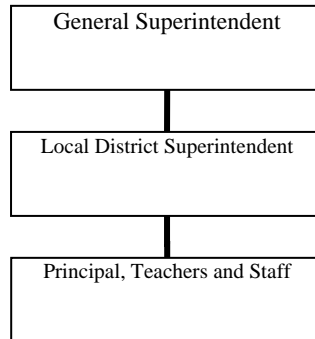 General Superintendent
Local District Superintendent
Principal, Teachers and Staff